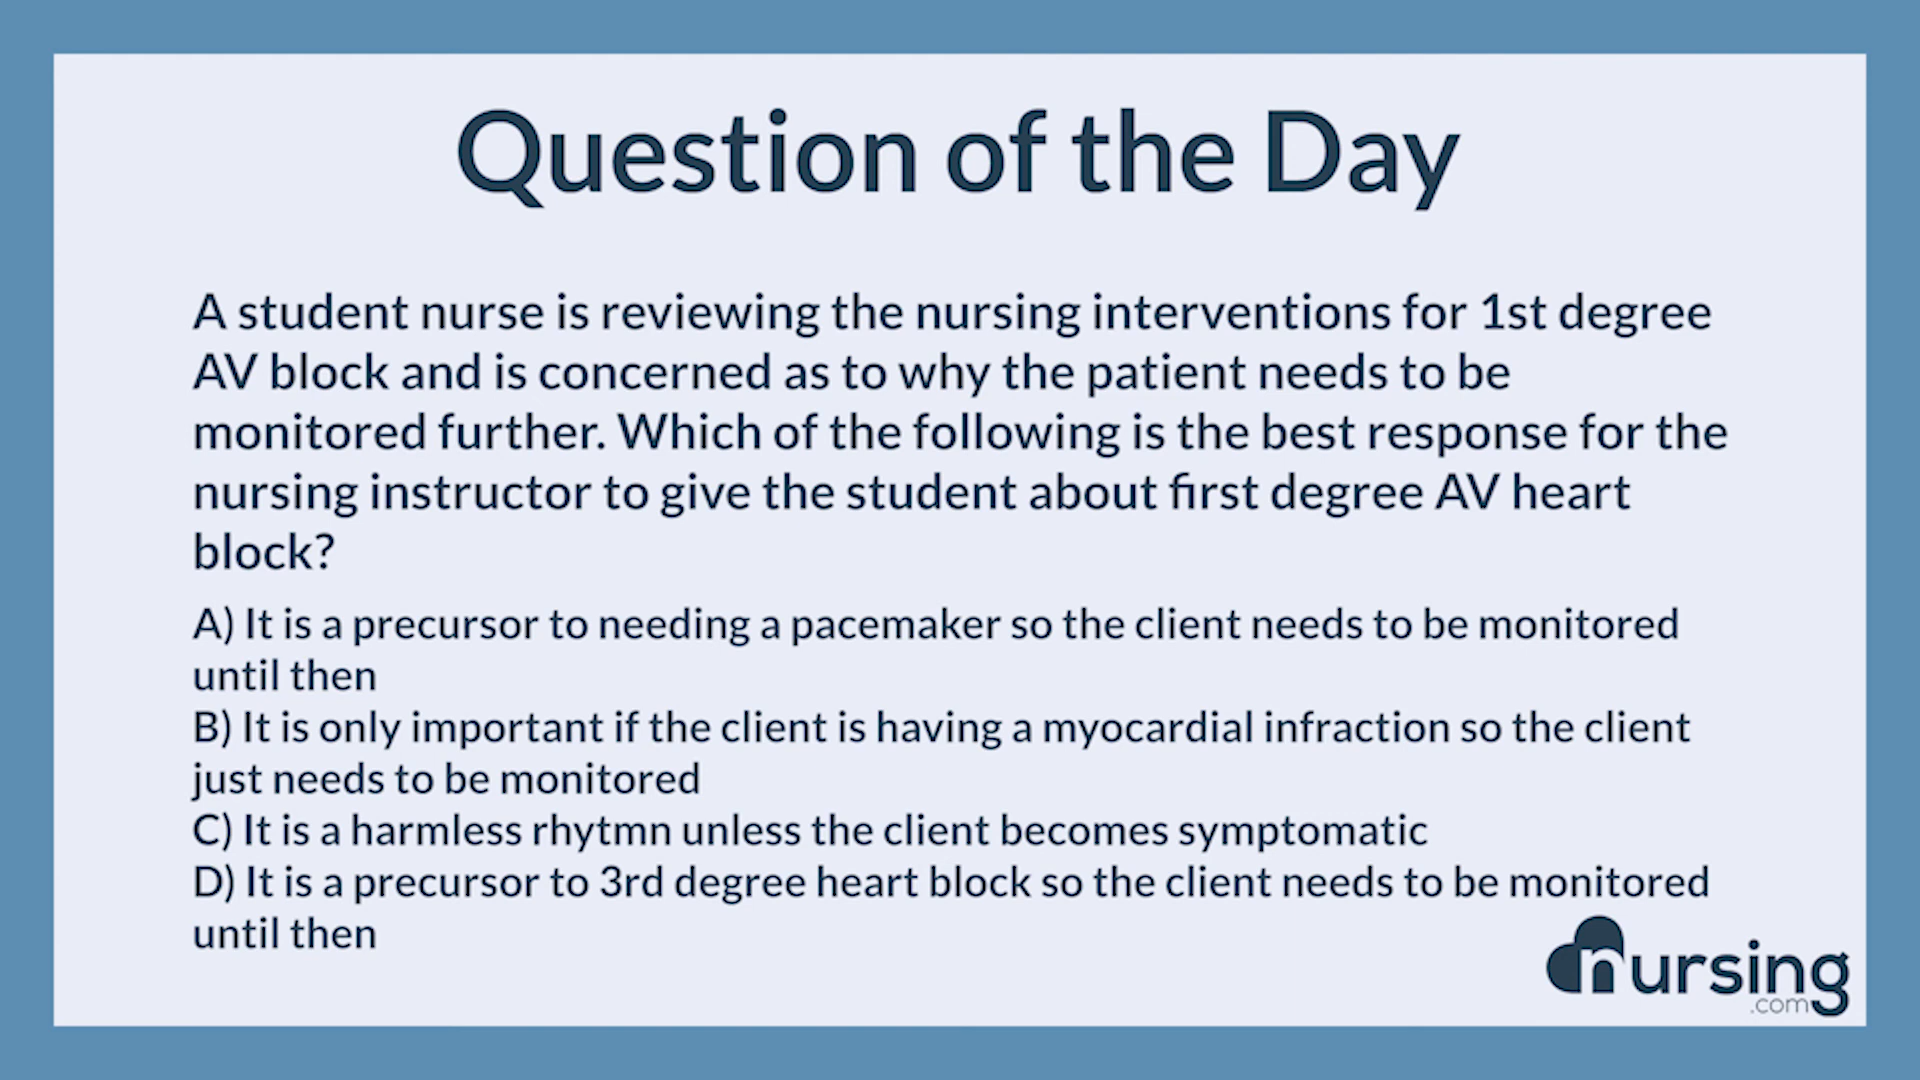 Question of the Day
A student nurse is reviewing the nursing interventions for 1st degree
AV block and is concerned as to why the patient needs to be
monitored further. Which of the following is the best response for the
nursing instructor to give the student about first degree AV heart
block?
A) It is a precursor to needing a pacemaker so the client needs to be monitored
until then
B) It is only important if the client is having a myocardial infraction so the client
just needs to be monitored
C) It is a harmless rhytmn unless the client becomes symptomatic
D) It is a precursor to 3rd degree heart block so the client needs to be monitored
until then
nursing
.com